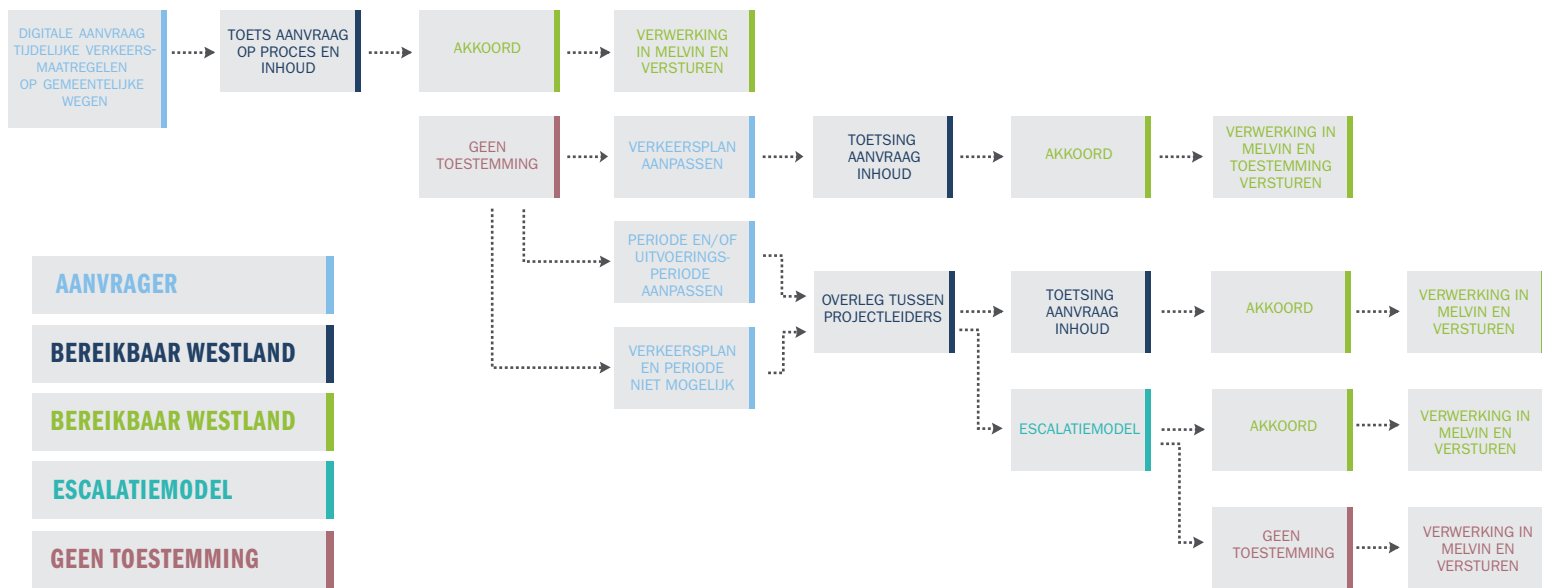 DIGITALE AANVRAAG
TIJDELIJKE VERKEERS-
MAATREGELEN
OP GEMEENTELIJKE
WEGEN
TOETS AANVRAAG
OP PROCES EN
INHOUD
AKKOORD
VERWERKING
IN MELVIN EN
VERSTUREN
GEEN
TOESTEMMING
VERKEERSPLAN
AANPASSEN
TOETSING
AANVRAAG
INHOUD
AKKOORD
VERWERKING IN
MELVIN EN
TOESTEMMING
VERSTUREN
PERIODE EN/OF
UITVOERINGS-
PERIODE
AANPASSEN
VERKEERSPLAN
EN PERIODE
NIET MOGELIJK
OVERLEG TUSSEN
PROJECTLEIDERS
TOETSING
AANVRAAG
INHOUD
AKKOORD
VERWERKING IN
MELVIN EN
VERSTUREN
ESCALATIEMODEL
AKKOORD
VERWERKING IN
MELVIN EN
VERSTUREN
GEEN
TOESTEMMING
VERWERKING IN
MELVIN EN
VERSTUREN
AANVRAGER
BEREIKBAAR WESTLAND
BEREIKBAAR WESTLAND
ESCALATIEMODEL
GEEN TOESTEMMING